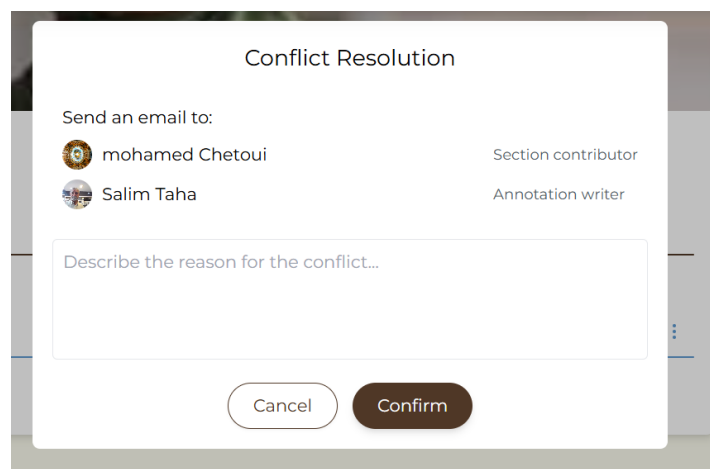 Conflict Resolution
Send an email to:
mohamed Chetoui Section contributor
Salim Taha Annotation writer
Describe the reason for the conflict...
Cancel Confirm